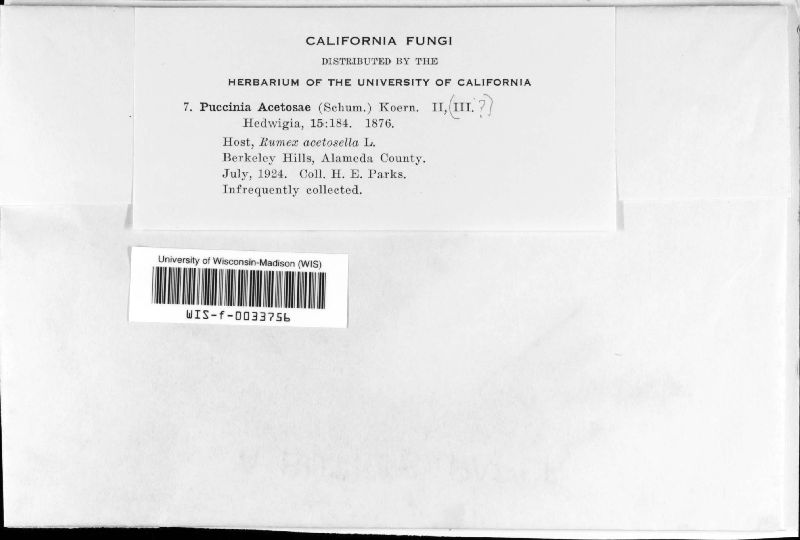 CALIFORNIA FUNGI
DISTRIBUTED BY THE
HERBARIUM OF THE UNIVERSITY OF CALIFORNIA
7. Puccinia Acetosae (Schum.) Koern. II, (III. ?)
Hedwigia, 15:184. 1876.
Host, Rumex acetosella L.
Berkeley Hills, Alameda County.
July, 1924. Coll. H. E. Parks.
Infrequently collected.
University of Wisconsin-Madison (WIS)
WIS-f-0033756